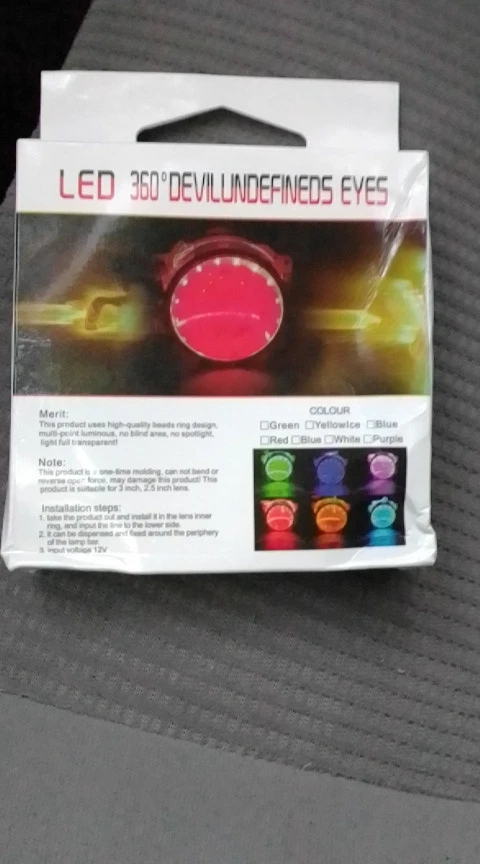 LED 360°DEVILUNDEFINEDS EYES
Merit:
This product uses high-quality beads ring design,
multi-point luminous, no blind area, no spotlight,
light full transparent!
Note:
This product is a one-time molding, can not bend or
reverse open force, may damage this product! This
product is suitable for 3 inch, 2.5 inch lens.
Installation steps:
1. take the product out and install it in the lens inner
ring, and input the line to the lower side.
2. It can be dispensed and fixed around the periphery
of the lamp bar.
3. Input voltage 12V
COLOUR
□Green □YellowIce □Blue
□Red □Blue □White □Purple